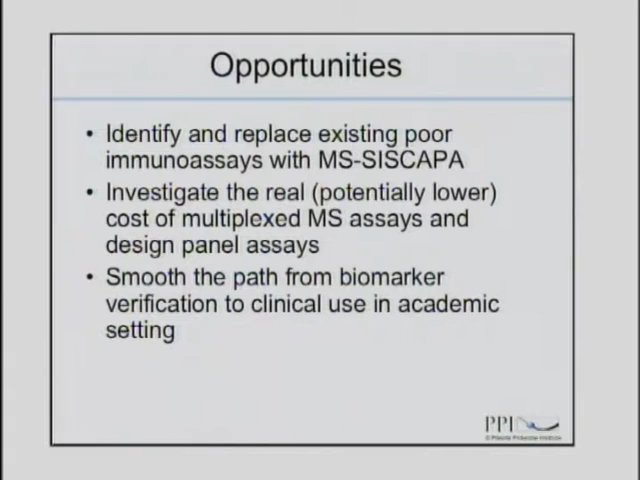 Opportunities
• Identify and replace existing poor
immunoassays with MS-SISCAPA
• Investigate the real (potentially lower)
cost of multiplexed MS assays and
design panel assays
• Smooth the path from biomarker
verification to clinical use in academic
setting
PPI